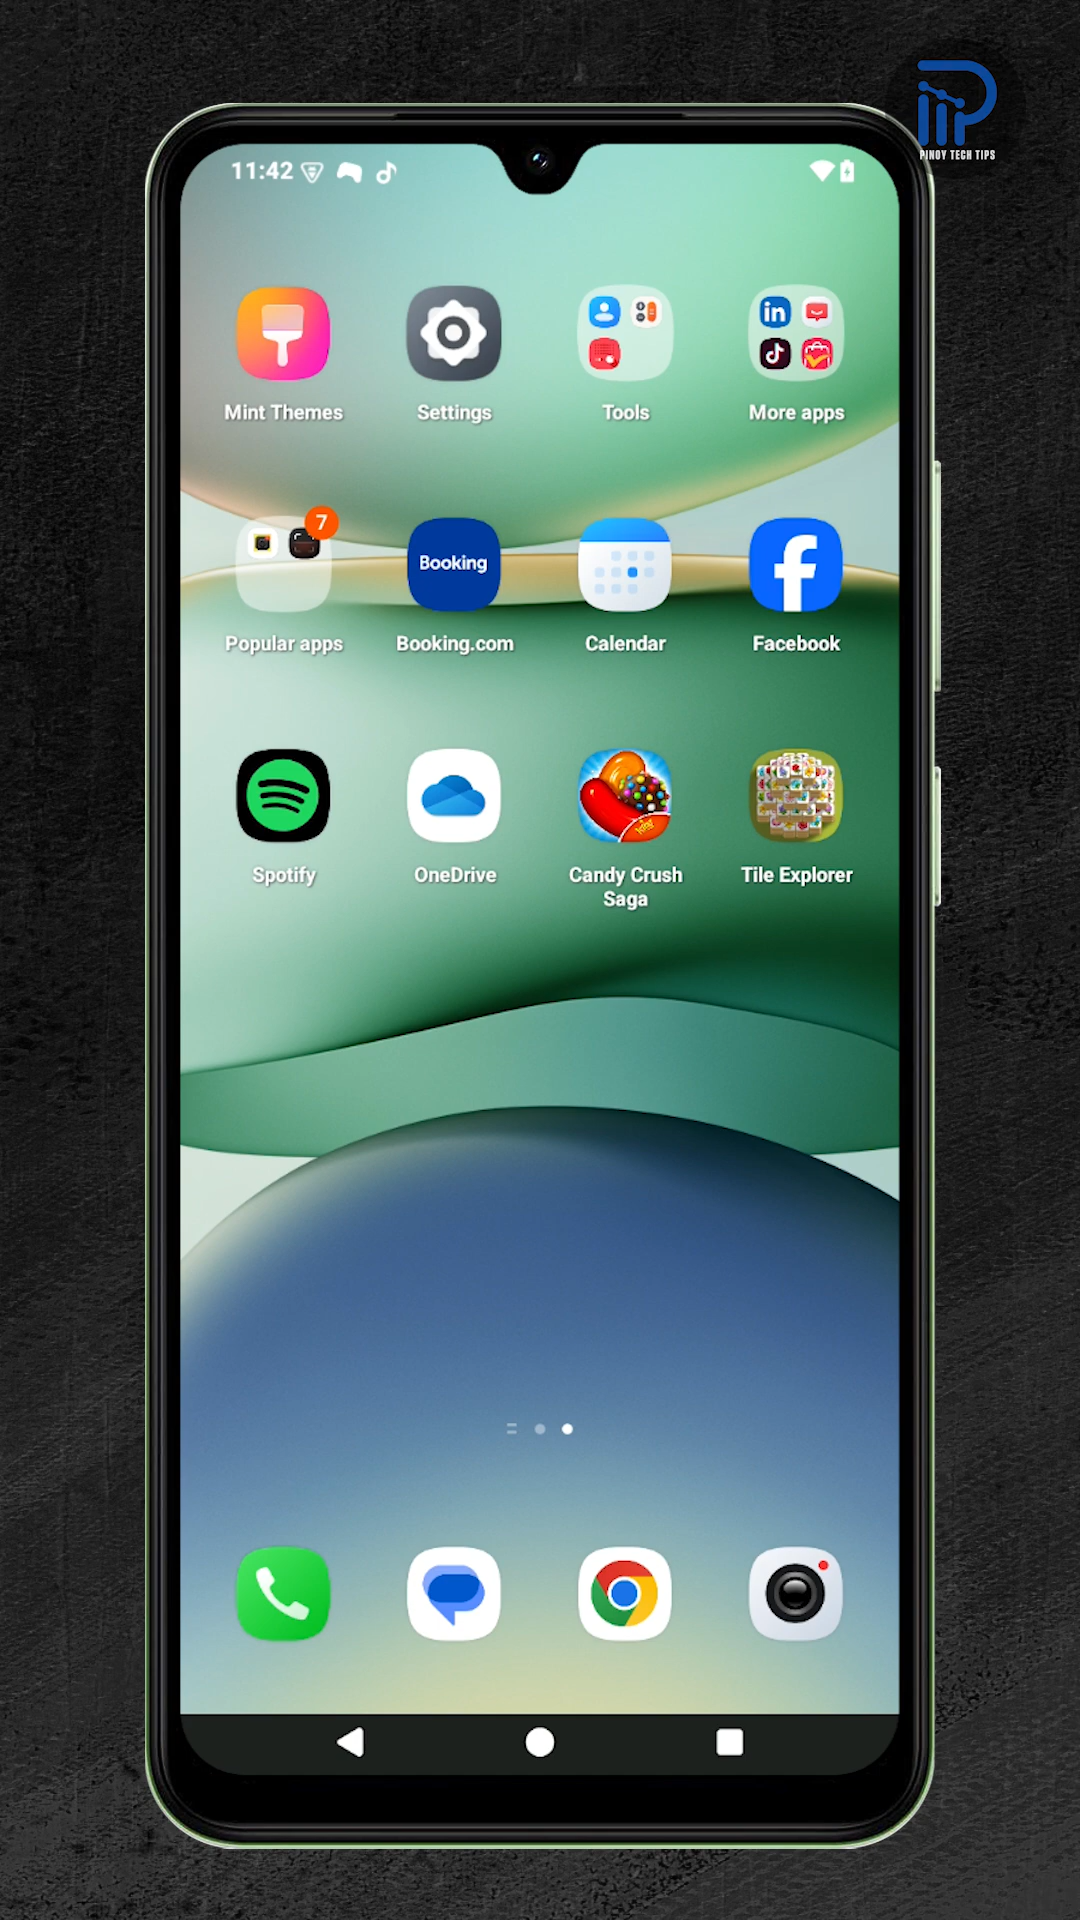 PINOY TECH TIPS
11:42
Mint Themes
Settings
Tools
More apps
in
7
Booking
Popular apps
Booking.com
Calendar
Facebook
Spotify
OneDrive
Candy Crush
Saga
Tile Explorer